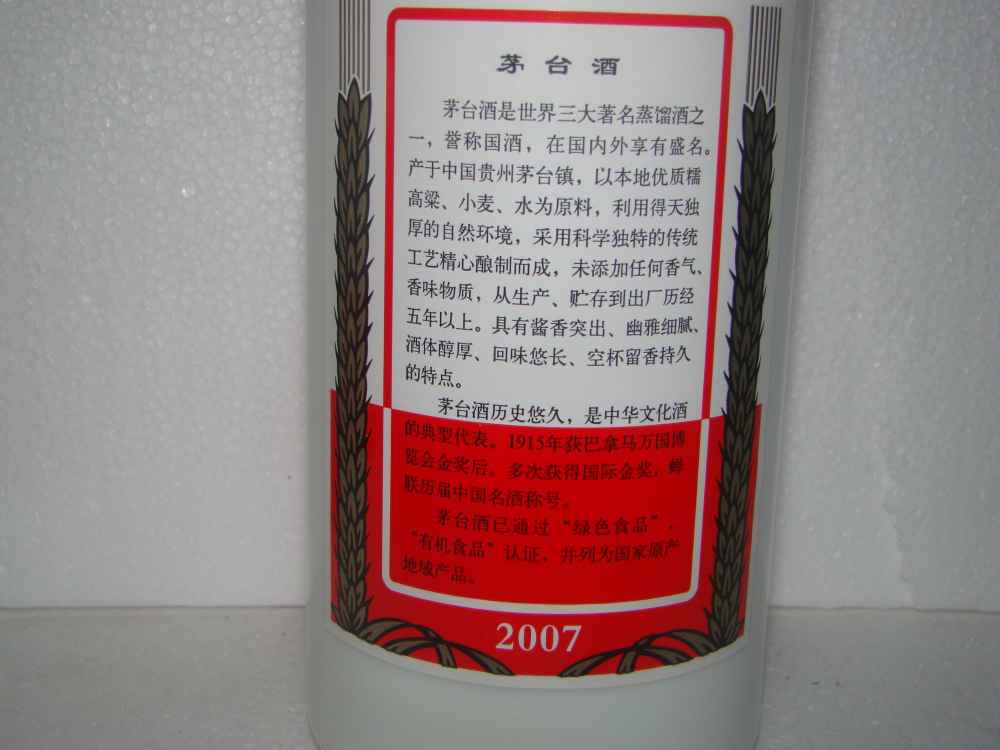 茅台酒
茅台酒是世界三大著名蒸馏酒之
一，誉称国酒，在国内外享有盛名。
产于中国贵州茅台镇，以本地优质糯
高粱、小麦、水为原料，利用得天独
厚的自然环境，采用科学独特的传统
工艺精心酿制而成，未添加任何香气、
香味物质，从生产、贮存到出厂历经
五年以上。具有酱香突出、幽雅细腻、
酒体醇厚、回味悠长、空杯留香持久
的特点。
茅台酒历史悠久，是中华文化酒
的典型代表。1915年获巴拿马万国博
览会金奖后，多次获得国际金奖，蝉
联历届中国名酒称号。
茅台酒已通过“绿色食品”，
“有机食品”认证，并列为国家原产
地域产品。
2007